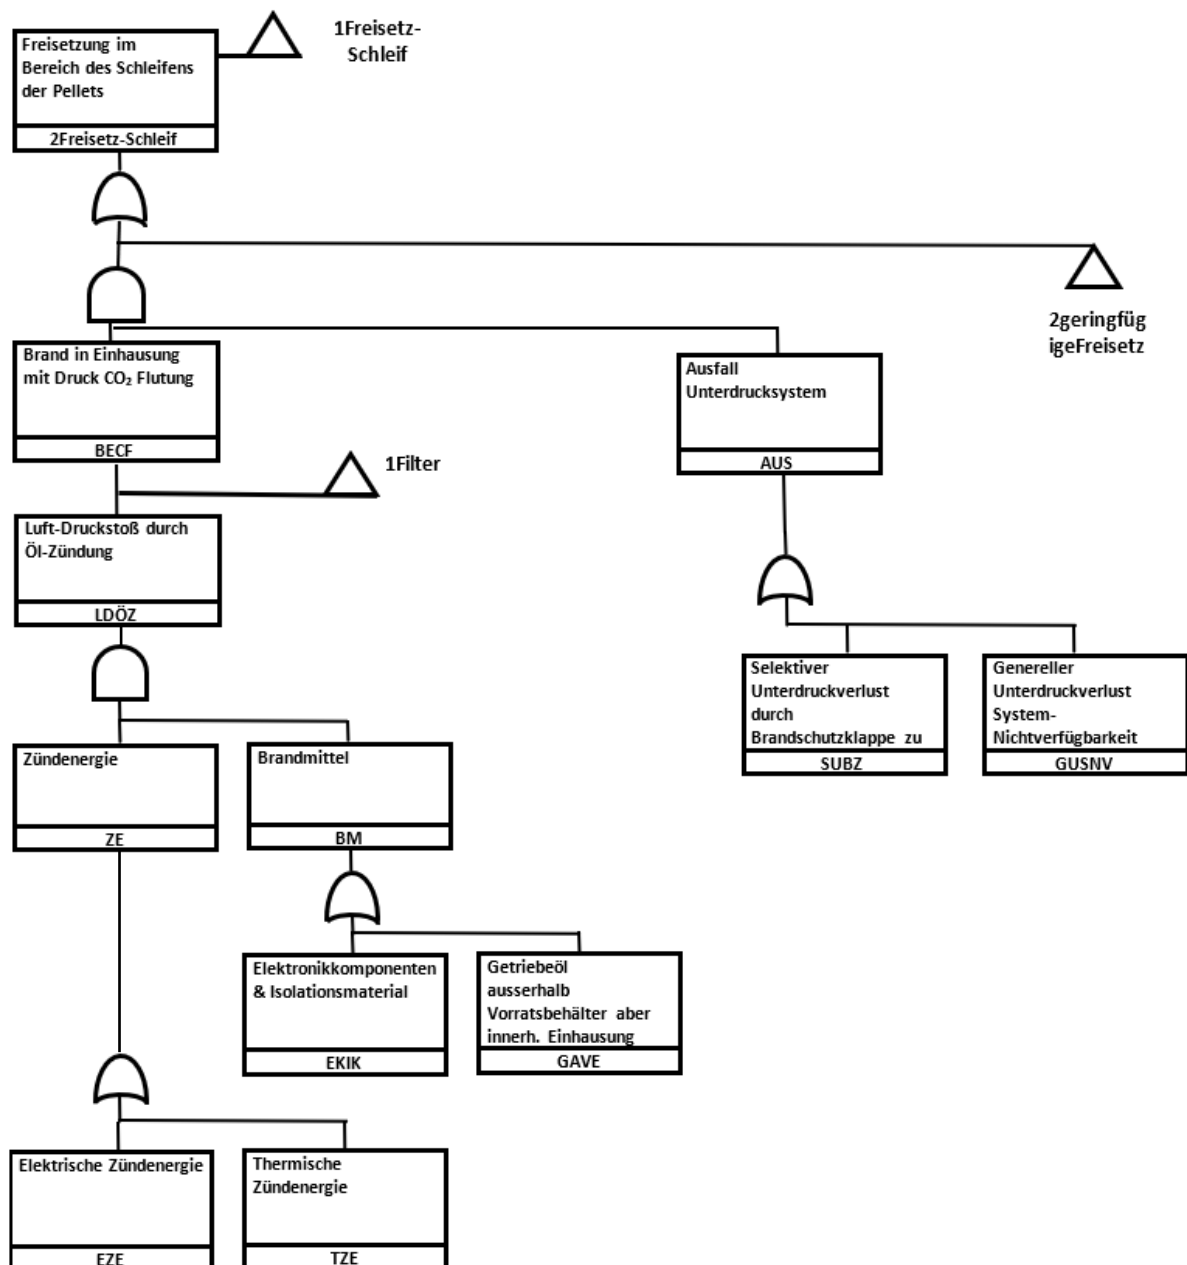 1Freisetz-
Schleif
Freisetzung im
Bereich des Schleifens
der Pellets
2Freisetz-Schleif
2geringfüg
igeFreisetz
Brand in Einhausung
mit Druck CO₂ Flutung
BECF
Ausfall
Unterdrucksystem
AUS
1Filter
Luft-Druckstoß durch
Öl-Zündung
LDÖZ
Selektiver
Unterdruckverlust
durch
Brandschutzklappe zu
SUBZ
Genereller
Unterdruckverlust
System-
Nichtverfügbarkeit
GUSNV
Zündenergie
ZE
Brandmittel
BM
Elektronikkomponenten
& Isolationsmaterial
EKIK
Getriebeöl
ausserhalb
Vorratsbehälter aber
innerh. Einhausung
GAVE
Elektrische Zündenergie
EZE
Thermische
Zündenergie
TZE